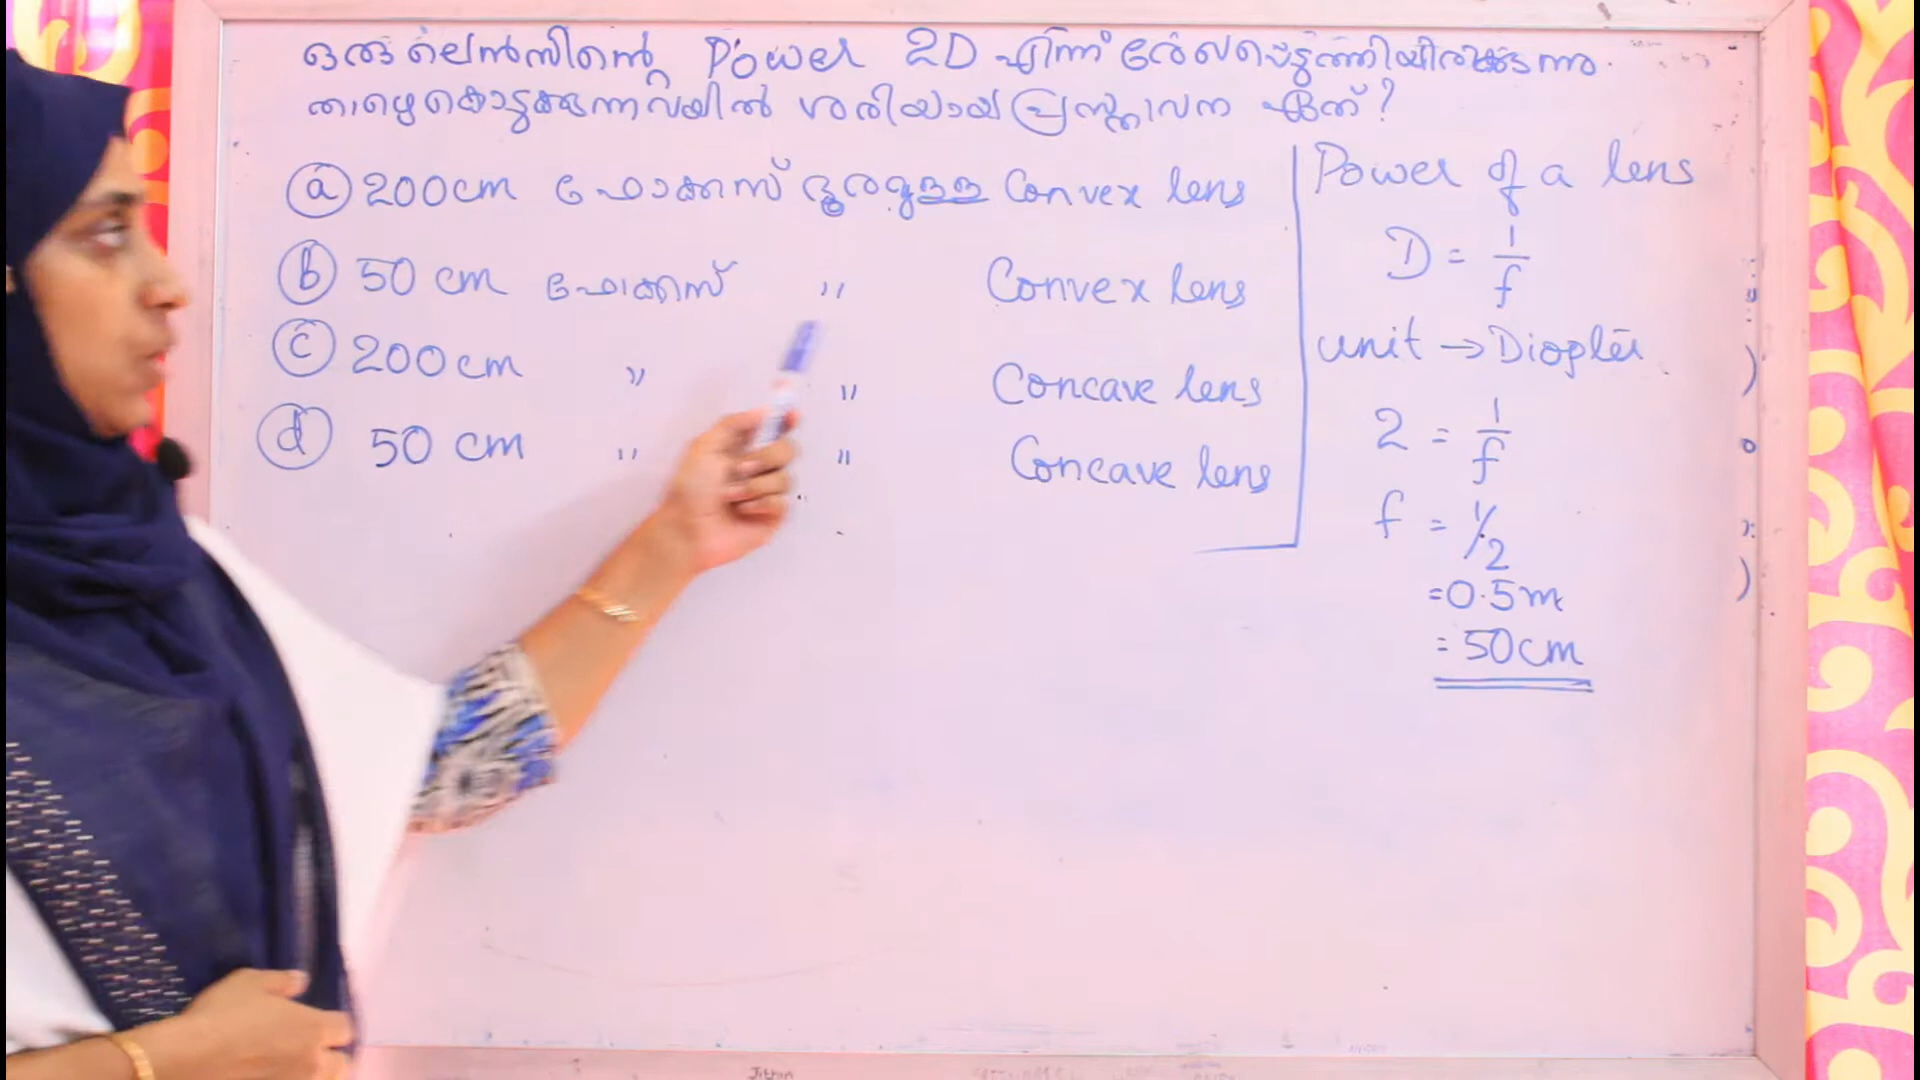 ഒരു ലെൻസിന്റെ Power 2D എന്ന് രേഖപ്പെടുത്തിയിരിക്കുന്നു.
താഴെകൊടുക്കുന്നവയിൽ ശരിയായ പ്രസ്താവന ഏത്?
ⓐ 200cm ഫോക്കസ് ദൂരമുള്ള Convex lens
ⓑ 50 cm ഫോക്കസ് ,, Convex lens
ⓒ 200cm ,, ,, Concave lens
ⓓ 50 cm ,, ,, Concave lens
Power of a lens
D = 1/f
unit → Diopter
2 = 1/f
f = 1/2
=0.5m
= 50cm